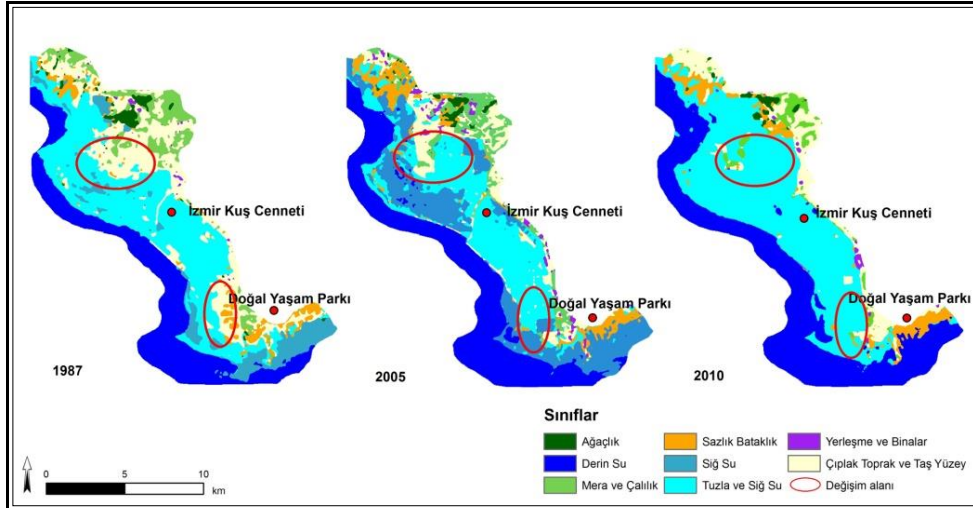 İzmir Kuş Cenneti
Doğal Yaşam Parkı
1987
İzmir Kuş Cenneti
Doğal Yaşam Parkı
2005
İzmir Kuş Cenneti
Doğal Yaşam Parkı
2010
Sınıflar
Ağaçlık
Sazlık Bataklık
Yerleşme ve Binalar
Derin Su
Siğ Su
Çıplak Toprak ve Taş Yüzey
Mera ve Çalılık
Tuzla ve Siğ Su
Değişim alanı
0 5 10
km